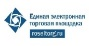 Единая электронная
торговая площадка
roseltorg.ru